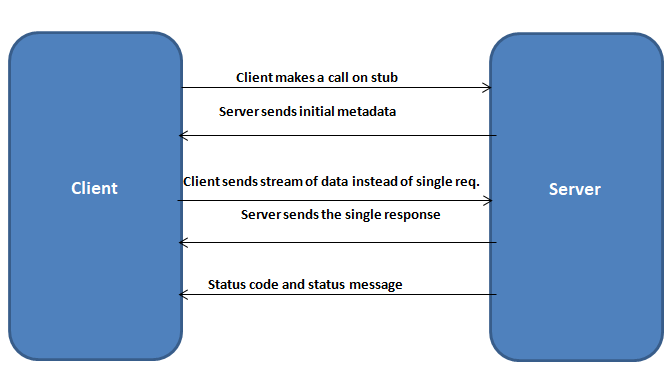 Client makes a call on stub
Server sends initial metadata
Client
Client sends stream of data instead of single req.
Server
Server sends the single response
Status code and status message